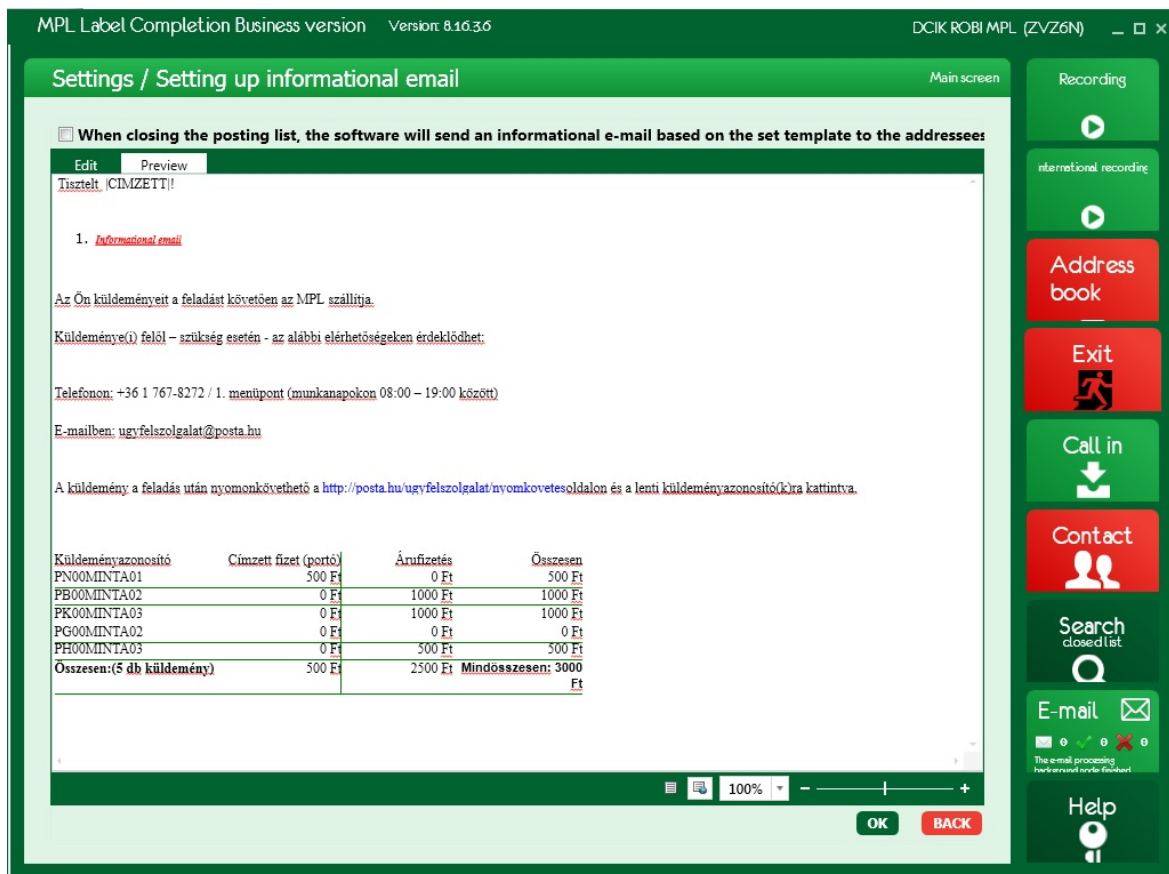 MPL Label Completion Business version Version: 8.16.3.6
DCIK ROBI MPL (ZVZ6N)
Settings / Setting up informational email
Main screen
When closing the posting list, the software will send an informational e-mail based on the set template to the addressees
Edit Preview
Tisztelt |CIMZETT|!
1. Informational email
Az Ön küldeményeit a feladást követően az MPL szállítja.
Küldeménye(i) felől – szükség esetén - az alábbi elérhetőségeken érdeklődhet:
Telefonon: +36 1 767-8272 / 1. menüpont (munkanapokon 08:00 – 19:00 között)
E-mailben: ugyfelszolgalat@posta.hu
A küldemény a feladás után nyomonkövethető a http://posta.hu/ugyfelszolgalat/nyomkovetesoldalon és a lenti küldeményazonosító(k)ra kattintva.
Küldeményazonosító Címzett fizet (portó) Árufizetés Összesen
PN00MINTA01 500 Ft 0 Ft 500 Ft
PB00MINTA02 0 Ft 1000 Ft 1000 Ft
PK00MINTA03 0 Ft 1000 Ft 1000 Ft
PG00MINTA02 0 Ft 0 Ft 0 Ft
PH00MINTA03 0 Ft 500 Ft 500 Ft
Összesen:(5 db küldemény) 500 Ft 2500 Ft Mindösszesen: 3000
Ft
100%
OK BACK
Recording
nternational recording
Address
book
Exit
Call in
Contact
Search
closed list
E-mail
0 0 0
The e-mail processing
background node finished
Help